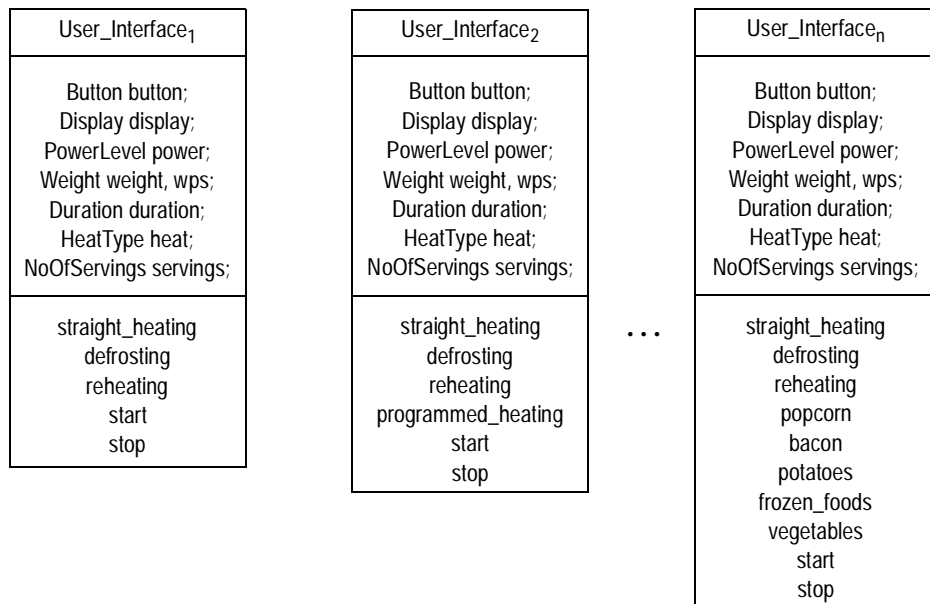 User_Interface1
Button button;
Display display;
PowerLevel power;
Weight weight, wps;
Duration duration;
HeatType heat;
NoOfServings servings;
straight_heating
defrosting
reheating
start
stop
User_Interface2
Button button;
Display display;
PowerLevel power;
Weight weight, wps;
Duration duration;
HeatType heat;
NoOfServings servings;
straight_heating
defrosting
reheating
programmed_heating
start
stop
...
User_Interfacen
Button button;
Display display;
PowerLevel power;
Weight weight, wps;
Duration duration;
HeatType heat;
NoOfServings servings;
straight_heating
defrosting
reheating
popcorn
bacon
potatoes
frozen_foods
vegetables
start
stop